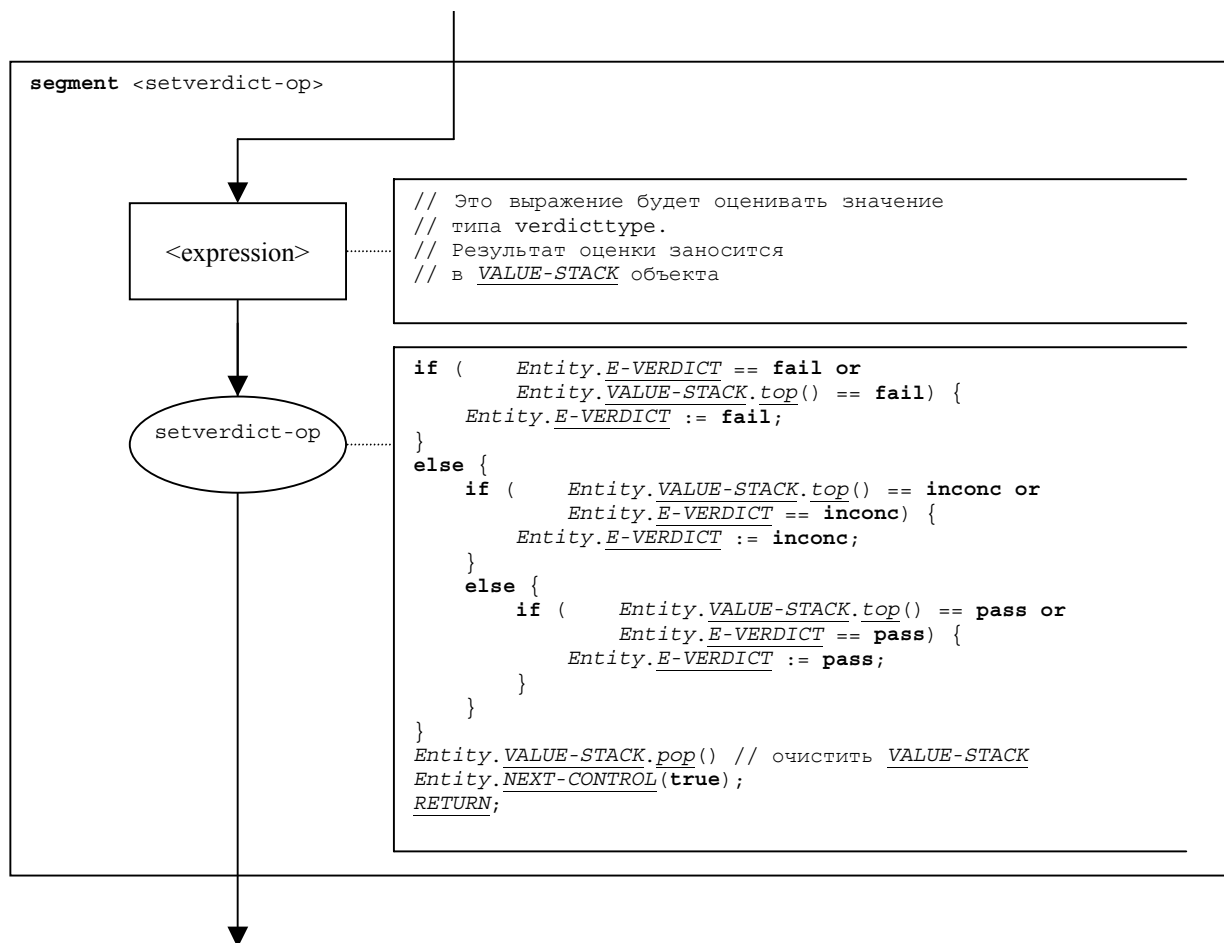 segment <setverdict-op>
<expression>
// Это выражение будет оценивать значение
// типа verdicttype.
// Результат оценки заносится
// в VALUE-STACK объекта
setverdict-op
if (     Entity.E-VERDICT == fail or
        Entity.VALUE-STACK.top() == fail) {
    Entity.E-VERDICT := fail;
}
else {
    if (     Entity.VALUE-STACK.top() == inconc or
            Entity.E-VERDICT == inconc) {
        Entity.E-VERDICT := inconc;
    }
    else {
        if (     Entity.VALUE-STACK.top() == pass or
                Entity.E-VERDICT == pass) {
            Entity.E-VERDICT := pass;
        }
    }
}
Entity.VALUE-STACK.pop() // очистить VALUE-STACK
Entity.NEXT-CONTROL(true);
RETURN;